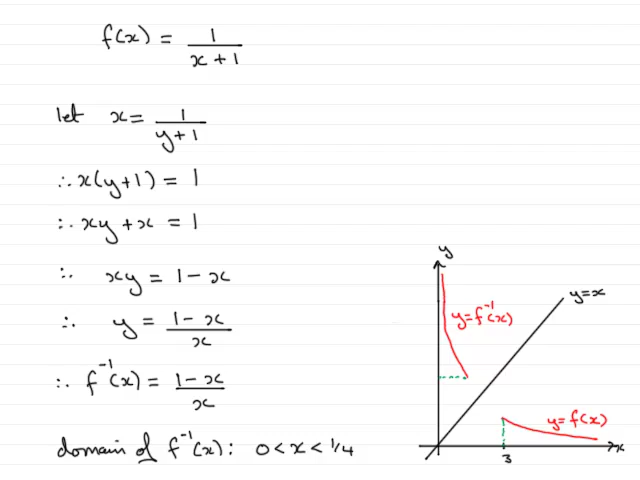 f(x) = 1/(x + 1)
let x = 1/(y + 1)
∴ x(y + 1) = 1
∴ xy + x = 1
∴ xy = 1 - x
∴ y = (1 - x)/x
∴ f⁻¹(x) = (1 - x)/x
domain of f⁻¹(x): 0 < x < 1/4
y
y = x
y = f⁻¹(x)
y = f(x)
3
x